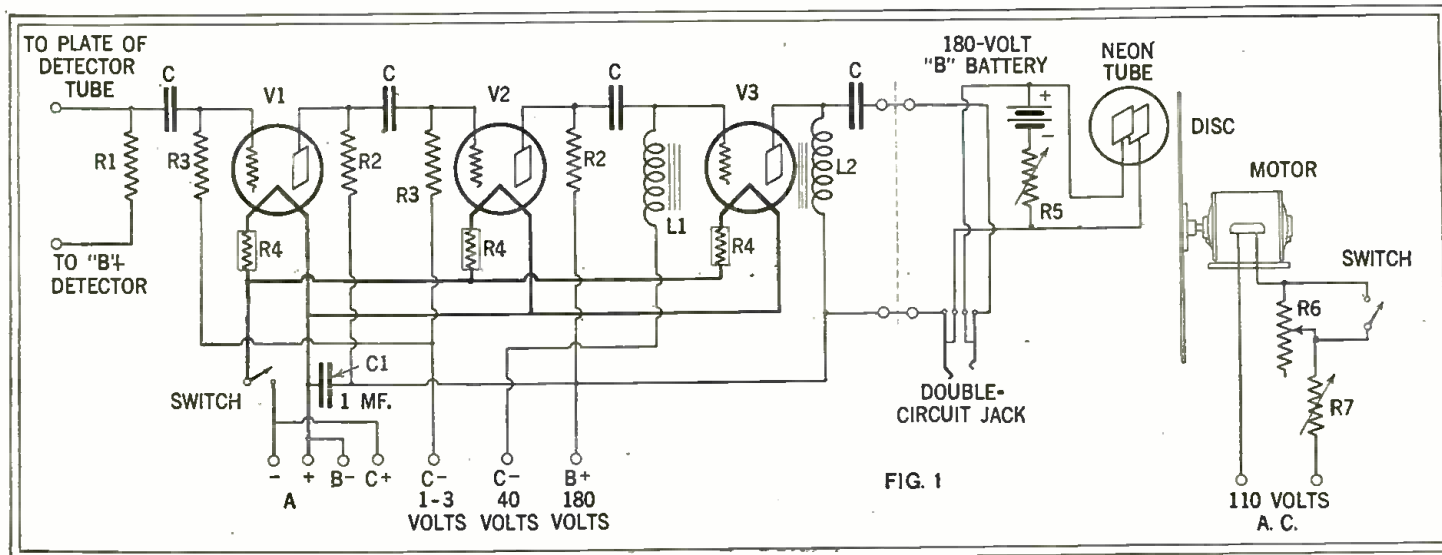 TO PLATE OF
DETECTOR
TUBE
C
V1
C
V2
C
V3
C
180-VOLT
"B" BATTERY
NEON
TUBE
+
−
DISC
MOTOR
R1
R3
R2
R3
R2
L1
L2
R5
R4
R4
R4
TO "B"+
DETECTOR
SWITCH
R6
C1
1 MF.
SWITCH
DOUBLE-
CIRCUIT JACK
R7
- + B- C+ C- C- B+
A 1-3 40 180
VOLTS VOLTS VOLTS
FIG. 1
110 VOLTS
A. C.